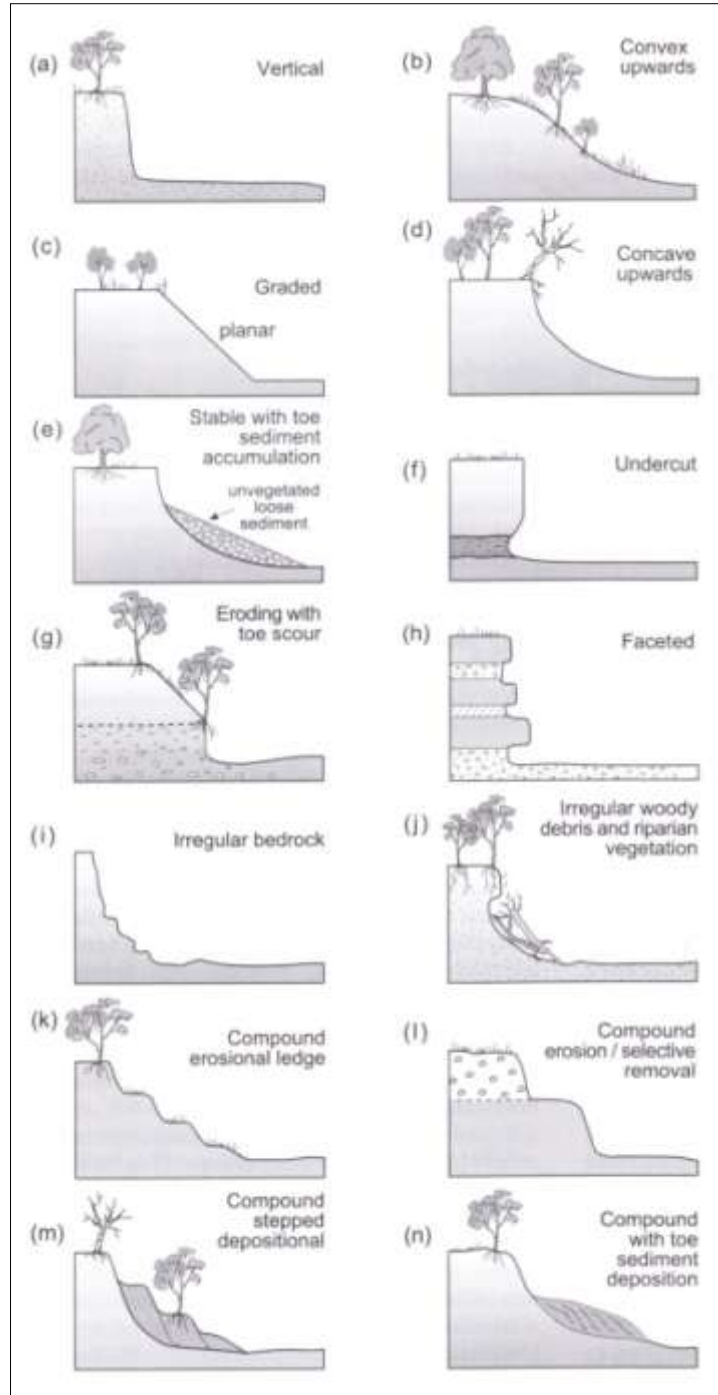 (a)
Vertical
(b)
Convex
upwards
(c)
Graded
planar
(d)
Concave
upwards
(e)
Stable with toe
sediment
accumulation
unvegetated
loose
sediment
(f)
Undercut
(g)
Eroding with
toe scour
(h)
Faceted
(i)
Irregular bedrock
(j)
Irregular woody
debris and riparian
vegetation
(k)
Compound
erosional ledge
(l)
Compound
erosion / selective
removal
(m)
Compound
stepped
depositional
(n)
Compound
with toe
sediment
deposition